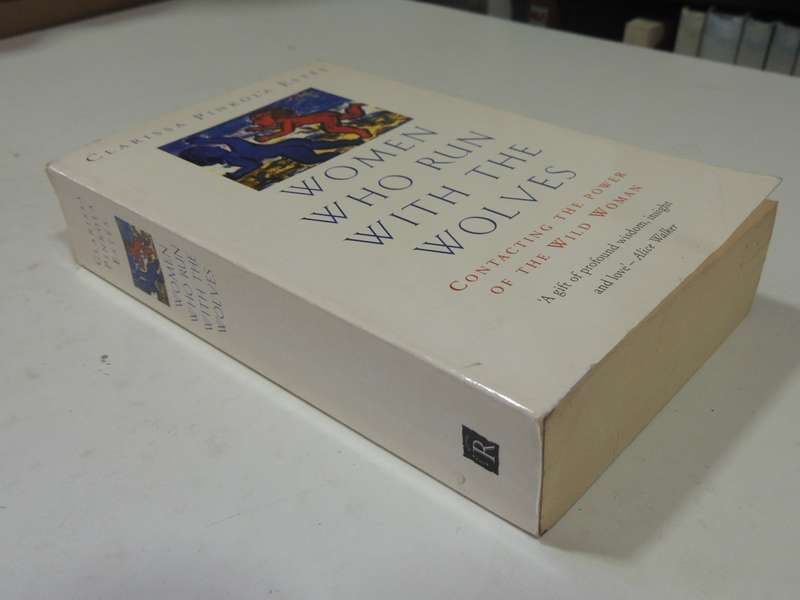 CLARISSA PINKOLA ESTÉS
WOMEN
WHO RUN
WITH THE
WOLVES
CONTACTING THE POWER
OF THE WILD WOMAN
'A gift of profound wisdom, insight
and love' – Alice Walker
CLARISSA
PINKOLA
ESTÉS
WOMEN
WHO RUN
WITH THE
WOLVES
R